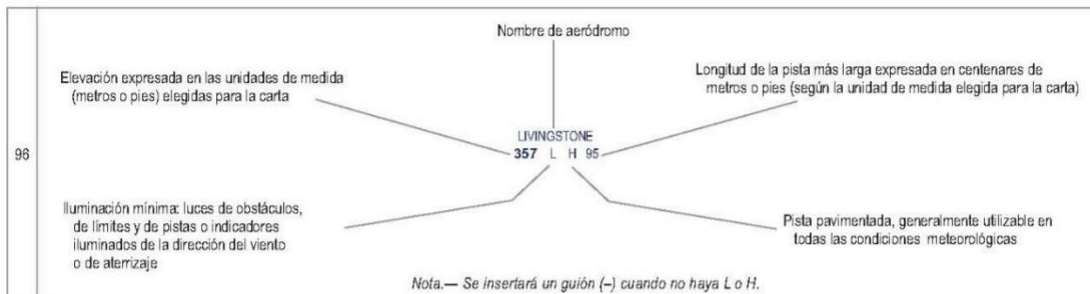 Nombre de aeródromo
Elevación expresada en las unidades de medida
(metros o pies) elegidas para la carta
Longitud de la pista más larga expresada en centenares de
metros o pies (según la unidad de medida elegida para la carta)
96
LIVINGSTONE
357 L H 95
Iluminación mínima: luces de obstáculos,
de límites y de pistas o indicadores
iluminados de la dirección del viento
o de aterrizaje
Pista pavimentada, generalmente utilizable en
todas las condiciones meteorológicas
Nota.— Se insertará un guión (–) cuando no haya L o H.